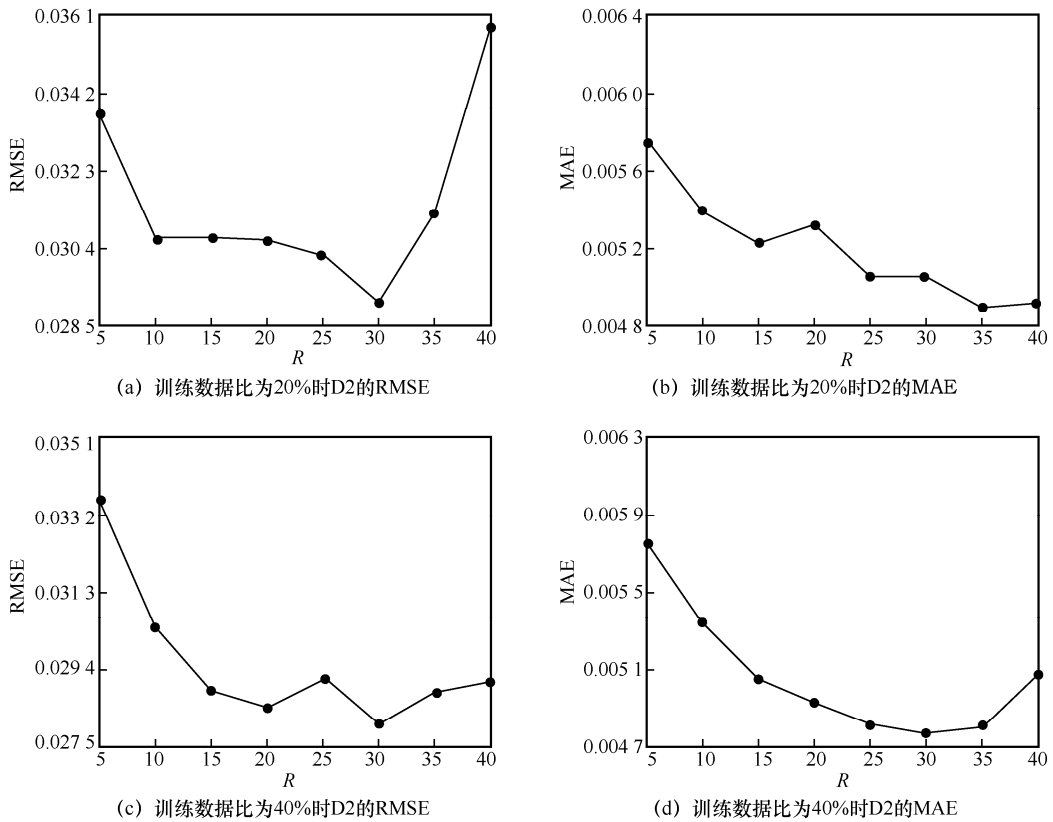 0.036 1
0.034 2
0.032 3
0.030 4
0.028 5
RMSE
5 10 15 20 25 30 35 40
R
(a) 训练数据比为20%时D2的RMSE
0.006 4
0.006 0
0.005 6
0.005 2
0.004 8
MAE
5 10 15 20 25 30 35 40
R
(b) 训练数据比为20%时D2的MAE
0.035 1
0.033 2
0.031 3
0.029 4
0.027 5
RMSE
5 10 15 20 25 30 35 40
R
(c) 训练数据比为40%时D2的RMSE
0.006 3
0.005 9
0.005 5
0.005 1
0.004 7
MAE
5 10 15 20 25 30 35 40
R
(d) 训练数据比为40%时D2的MAE